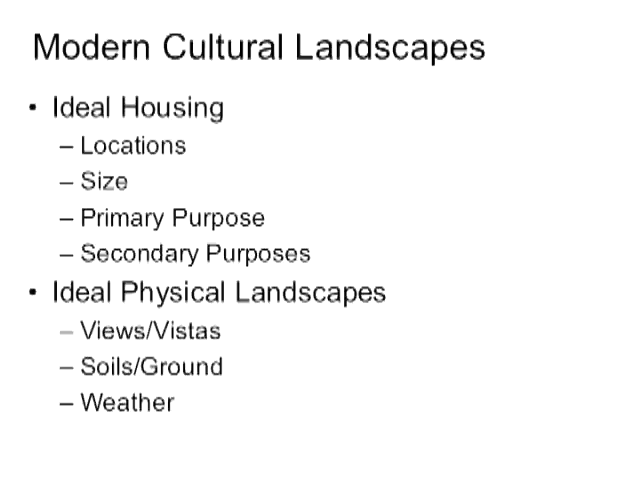 Modern Cultural Landscapes
• Ideal Housing
– Locations
– Size
– Primary Purpose
– Secondary Purposes
• Ideal Physical Landscapes
– Views/Vistas
– Soils/Ground
– Weather